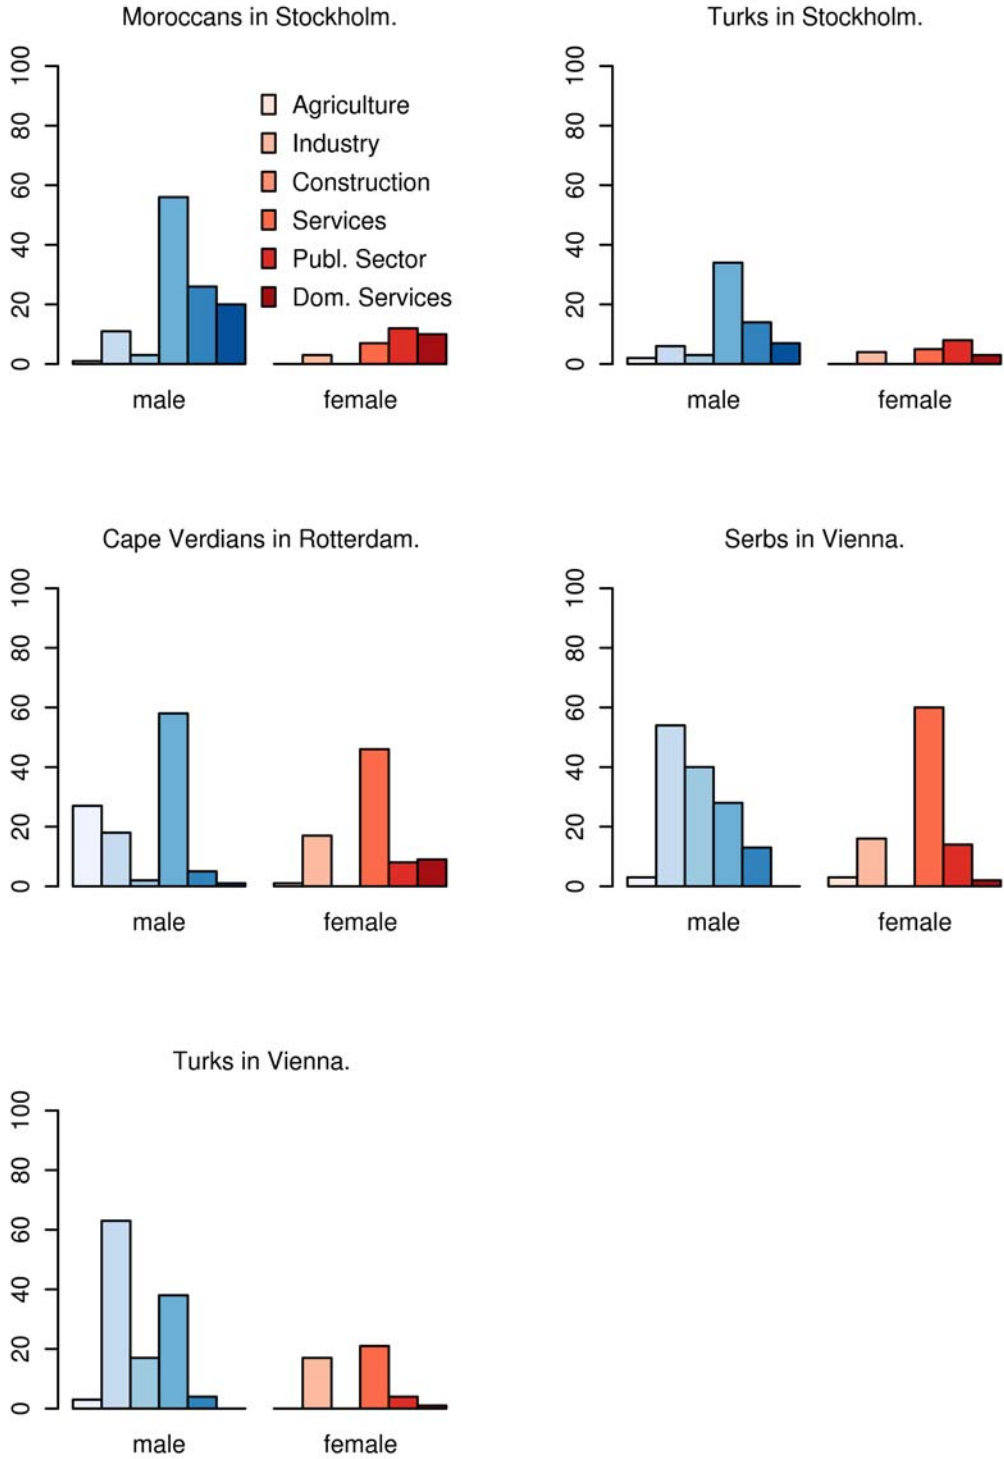 Moroccans in Stockholm.
100
80
60
40
20
0
Agriculture
Industry
Construction
Services
Publ. Sector
Dom. Services
male
female
Turks in Stockholm.
100
80
60
40
20
0
male
female
Cape Verdians in Rotterdam.
100
80
60
40
20
0
male
female
Serbs in Vienna.
100
80
60
40
20
0
male
female
Turks in Vienna.
100
80
60
40
20
0
male
female